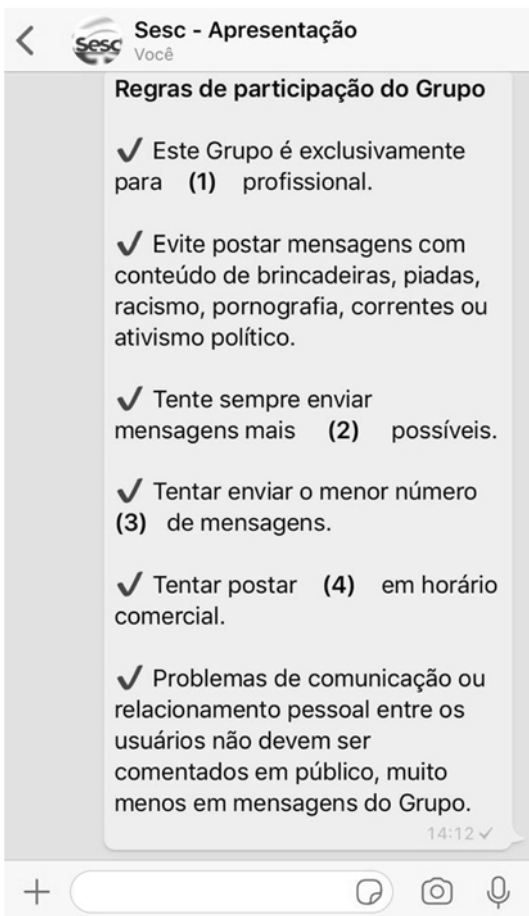 Sesc - Apresentação
Sesc
Você
Regras de participação do Grupo
✔ Este Grupo é exclusivamente
para (1) profissional.
✔ Evite postar mensagens com
conteúdo de brincadeiras, piadas,
racismo, pornografia, correntes ou
ativismo político.
✔ Tente sempre enviar
mensagens mais (2) possíveis.
✔ Tentar enviar o menor número
(3) de mensagens.
✔ Tentar postar (4) em horário
comercial.
✔ Problemas de comunicação ou
relacionamento pessoal entre os
usuários não devem ser
comentados em público, muito
menos em mensagens do Grupo.
14:12 ✓